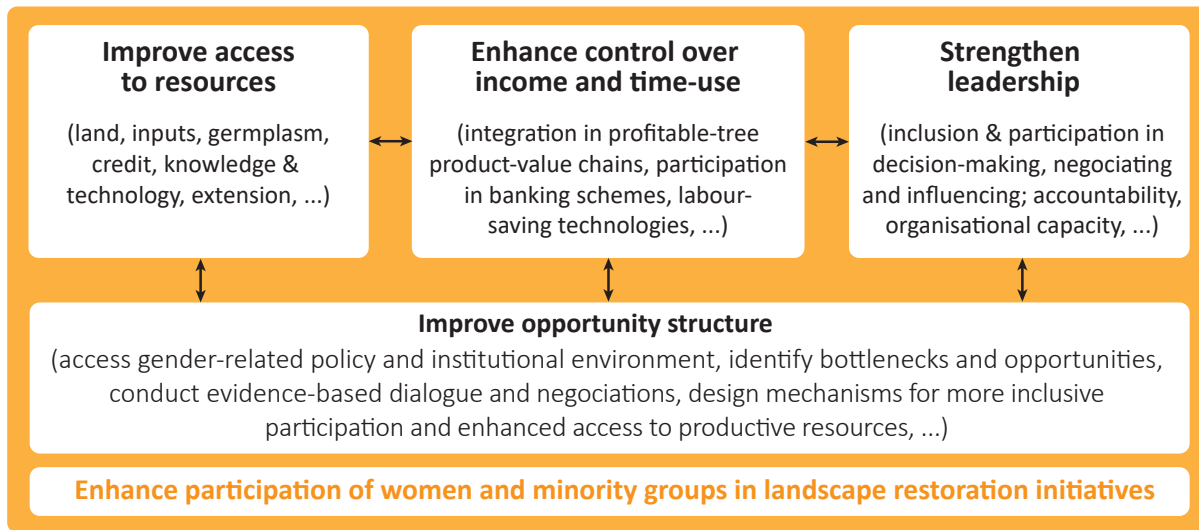 Improve access
to resources
(land, inputs, germplasm,
credit, knowledge &
technology, extension, ...)
Enhance control over
income and time-use
(integration in profitable-tree
product-value chains, participation
in banking schemes, labour-
saving technologies, ...)
Strengthen
leadership
(inclusion & participation in
decision-making, negotiating
and influencing; accountability,
organisational capacity, ...)
Improve opportunity structure
(access gender-related policy and institutional environment, identify bottlenecks and opportunities,
conduct evidence-based dialogue and negotiations, design mechanisms for more inclusive
participation and enhanced access to productive resources, ...)
Enhance participation of women and minority groups in landscape restoration initiatives